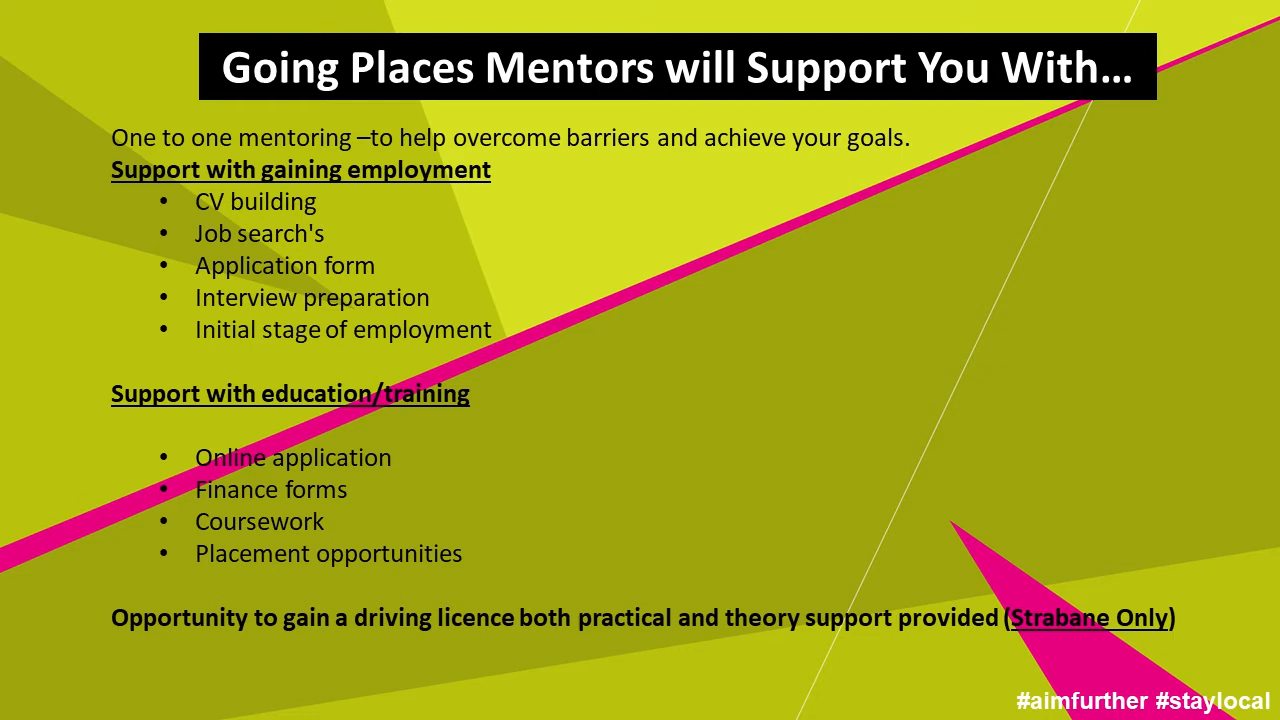 Going Places Mentors will Support You With…
One to one mentoring –to help overcome barriers and achieve your goals.
Support with gaining employment
• CV building
• Job search's
• Application form
• Interview preparation
• Initial stage of employment
Support with education/training
• Online application
• Finance forms
• Coursework
• Placement opportunities
Opportunity to gain a driving licence both practical and theory support provided (Strabane Only)
#aimfurther #staylocal